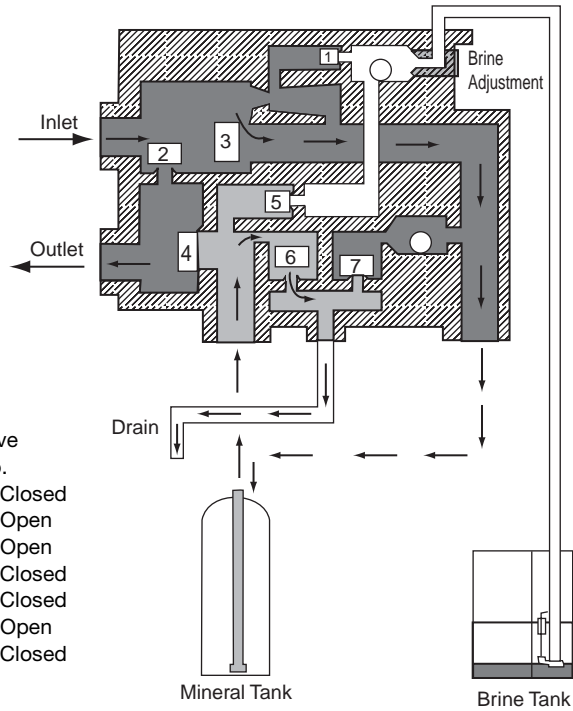 1
Brine
Adjustment
Inlet
2
3
5
Outlet
4
6
7
Drain
Closed
Open
Open
Closed
Closed
Open
Closed
Mineral Tank
Brine Tank